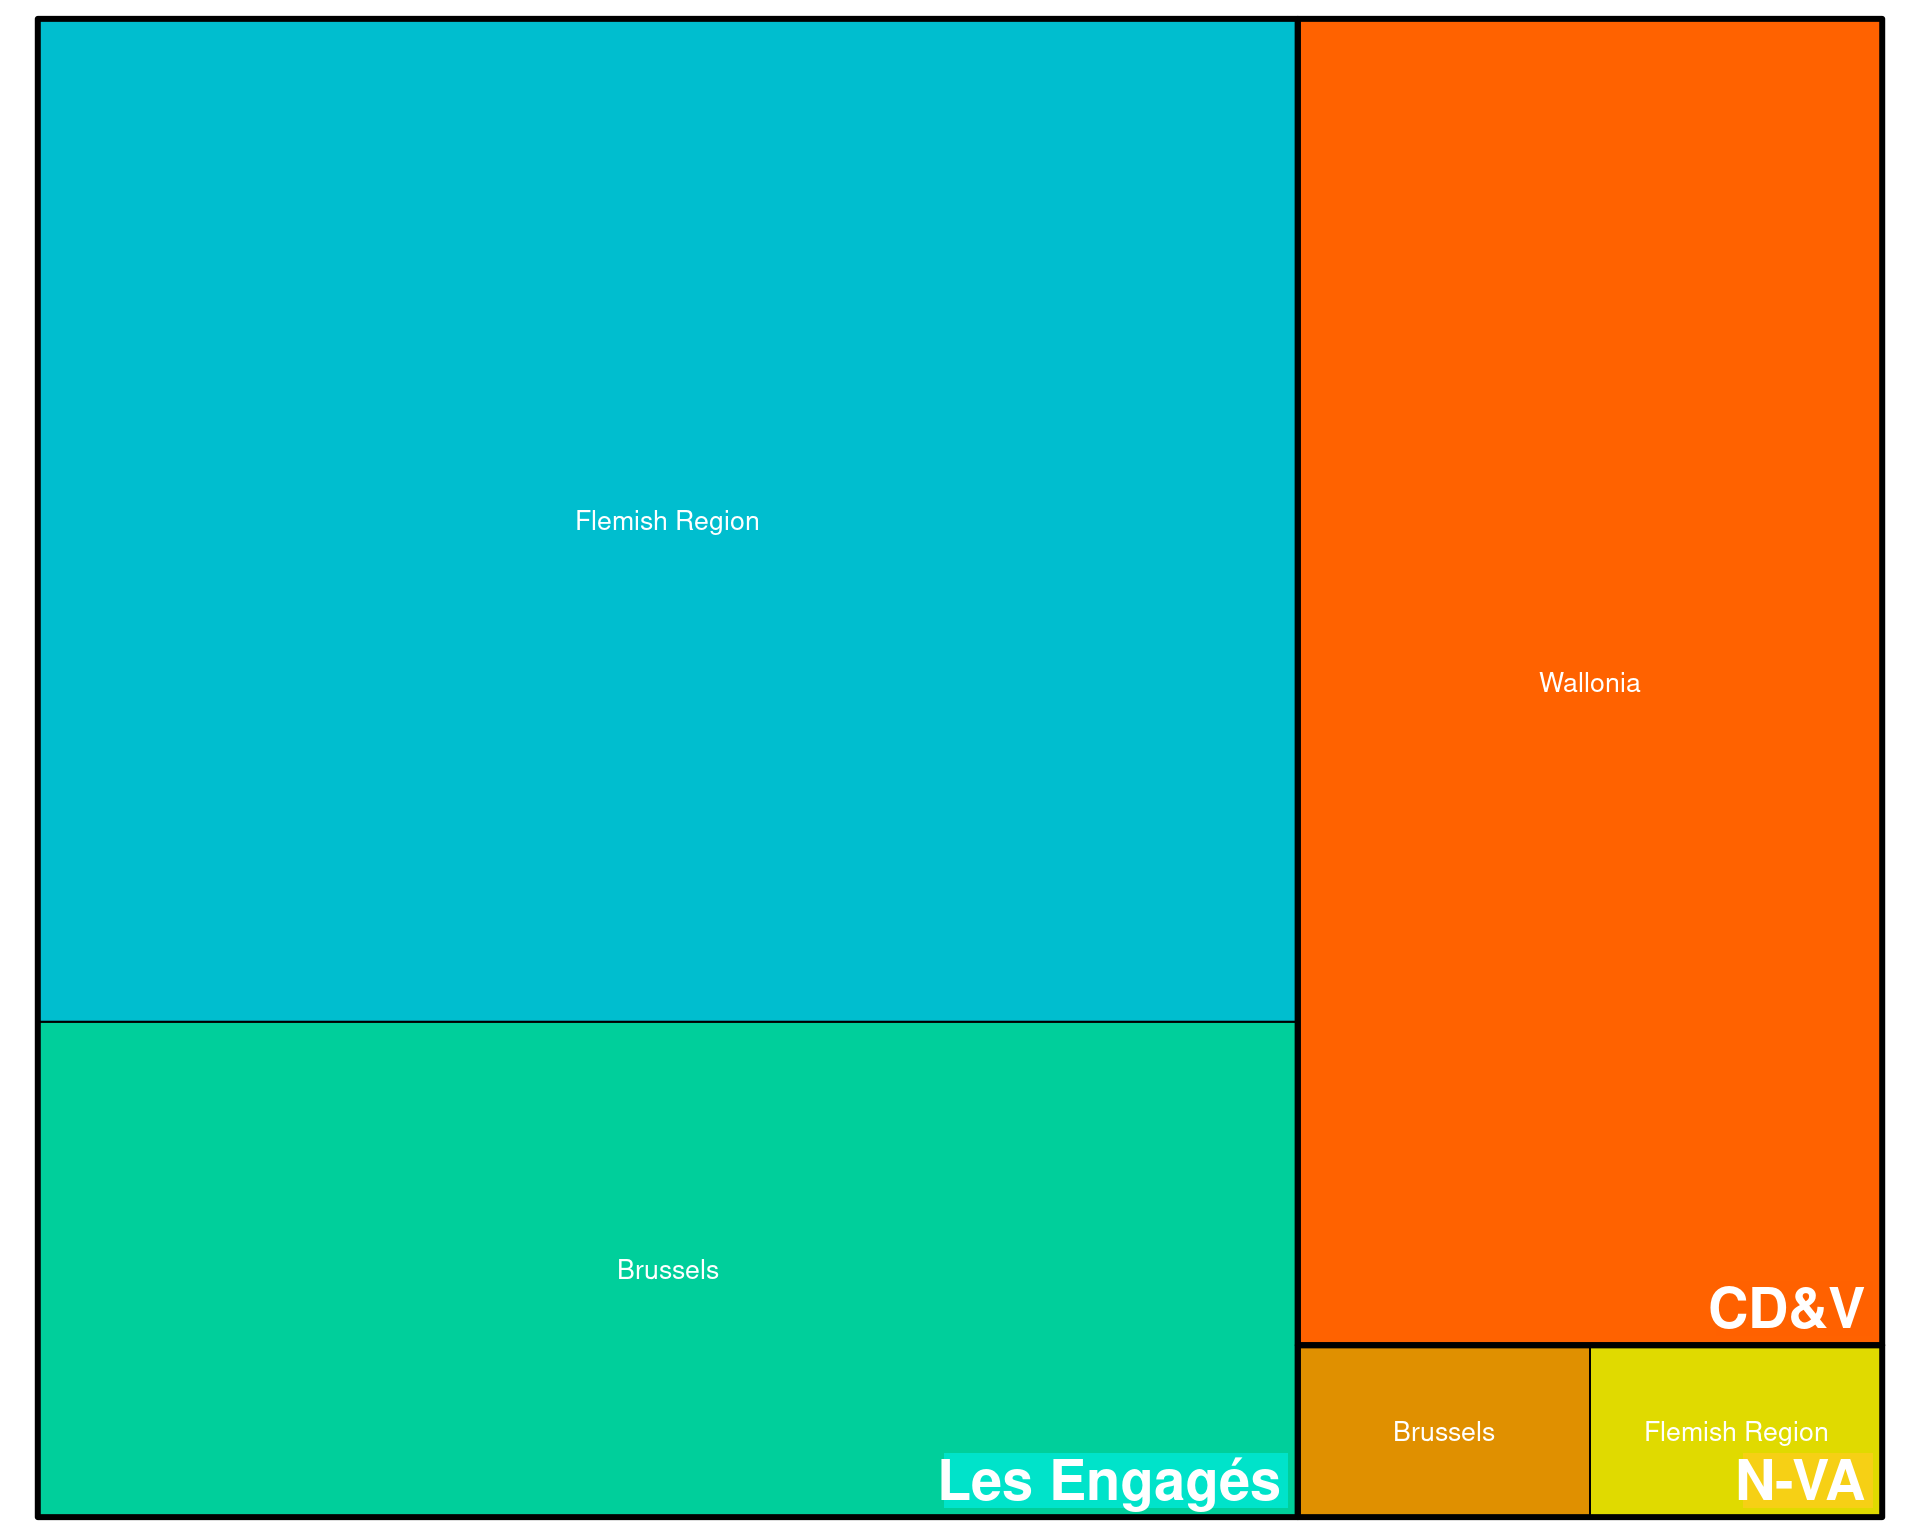 Flemish Region
Brussels
Les Engagés
Wallonia
CD&V
Brussels
Flemish Region
N-VA